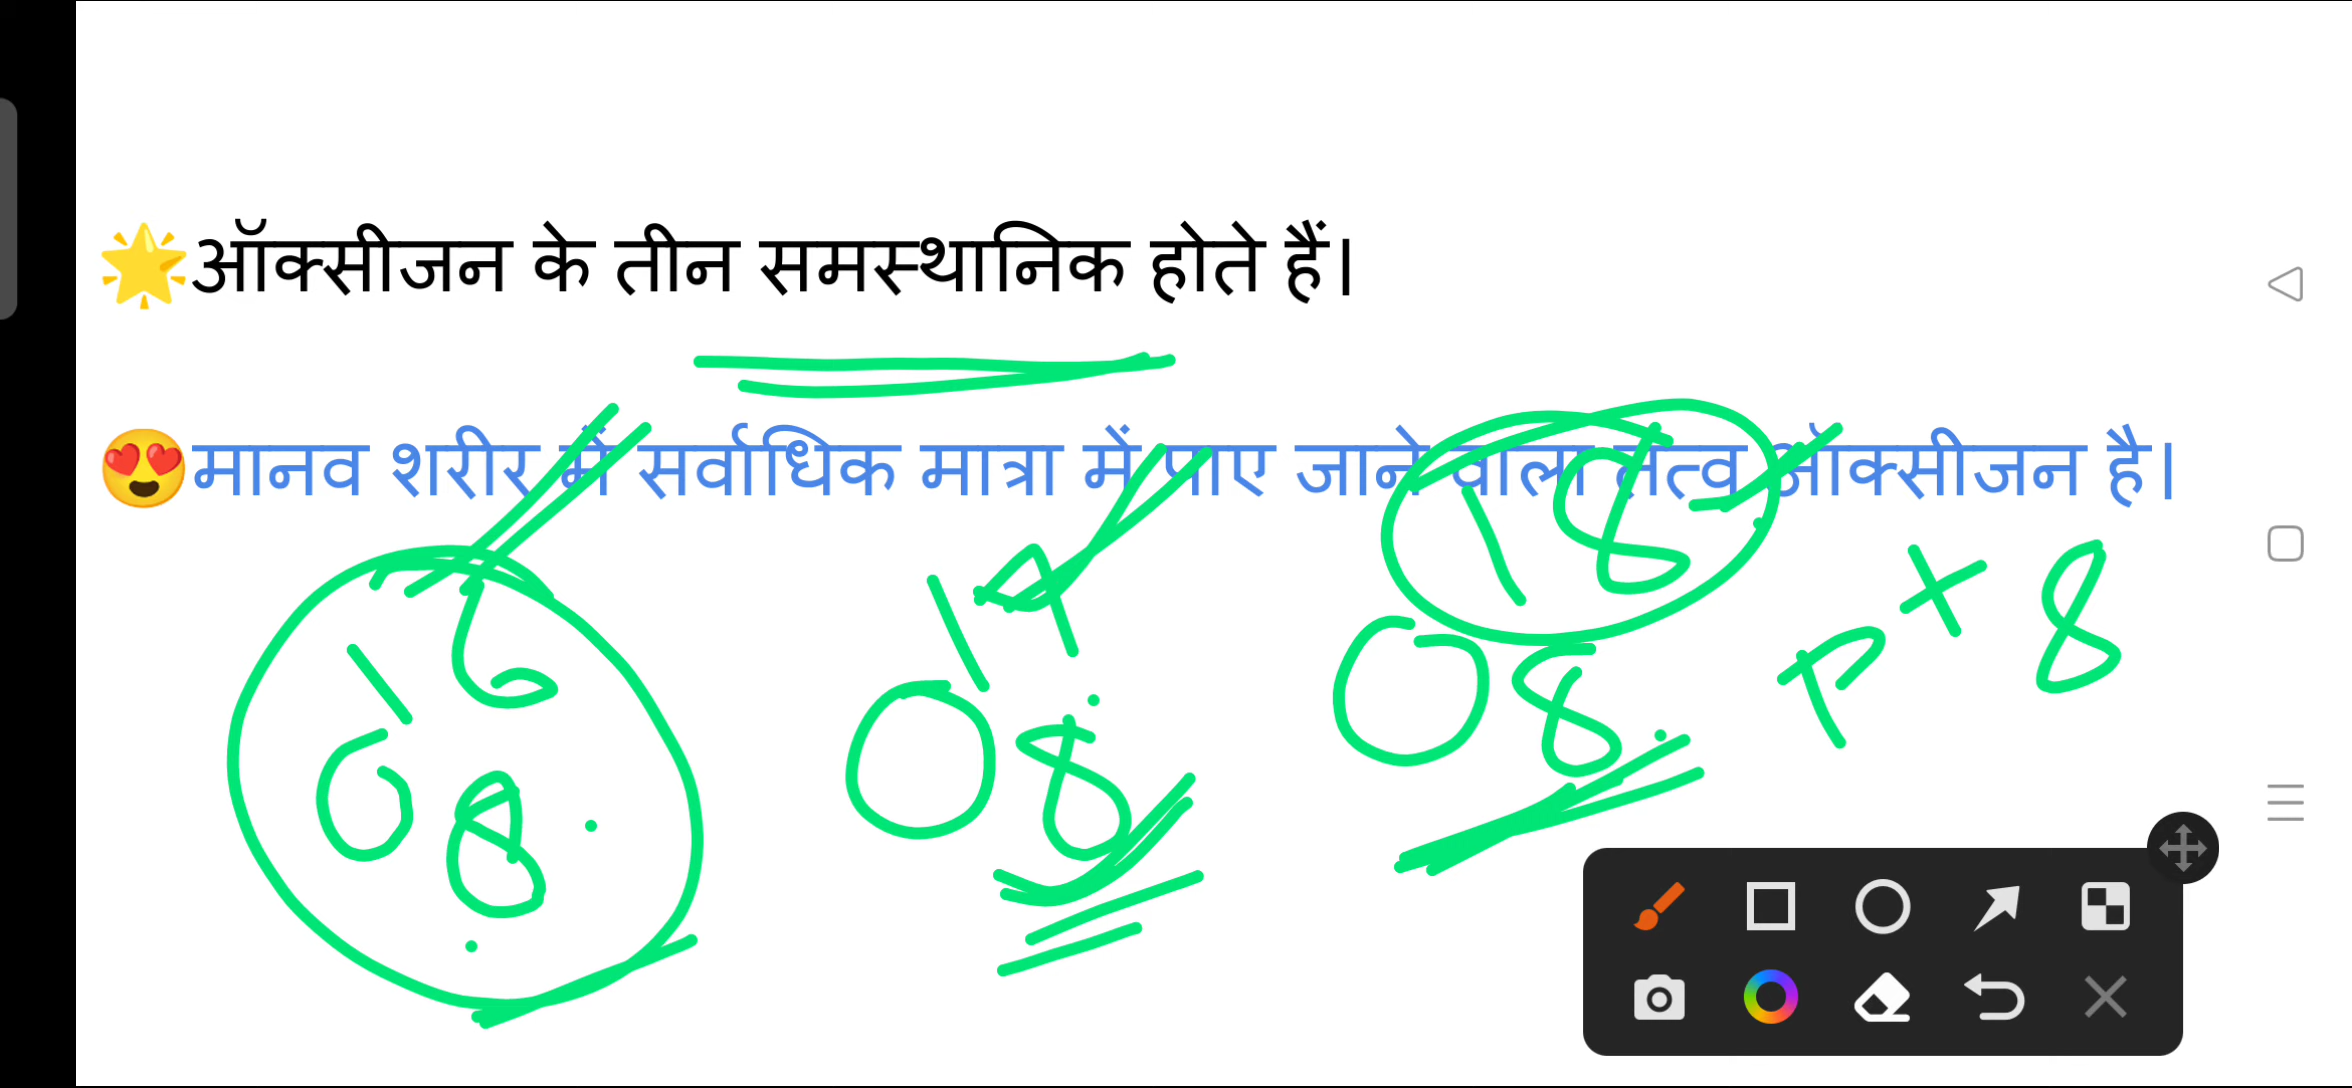 🌟ऑक्सीजन के तीन समस्थानिक होते हैं।
😍मानव शरीर में सर्वाधिक मात्रा में पाए जाने वाला तत्व ऑक्सीजन है।
16 17 18
O8 O8 O8 P + 8